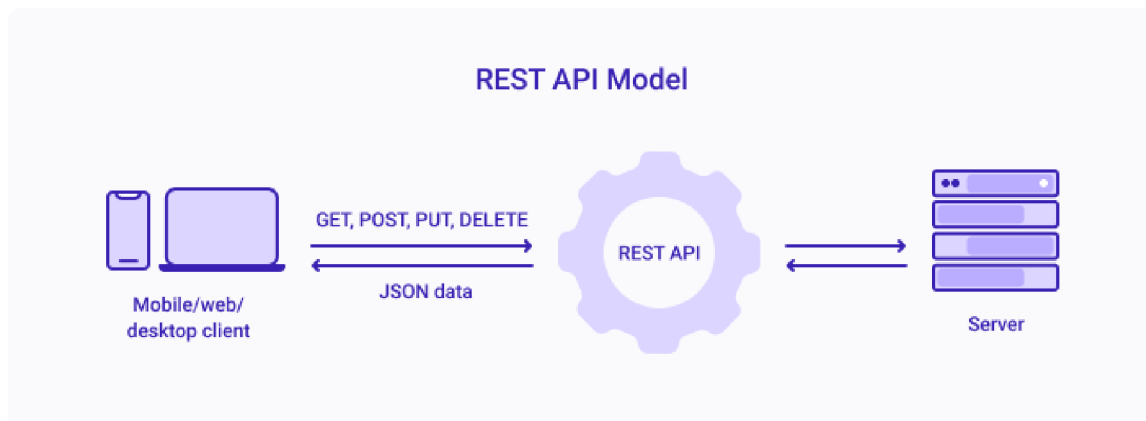 REST API Model
GET, POST, PUT, DELETE
REST API
JSON data
Mobile/web/
desktop client
Server